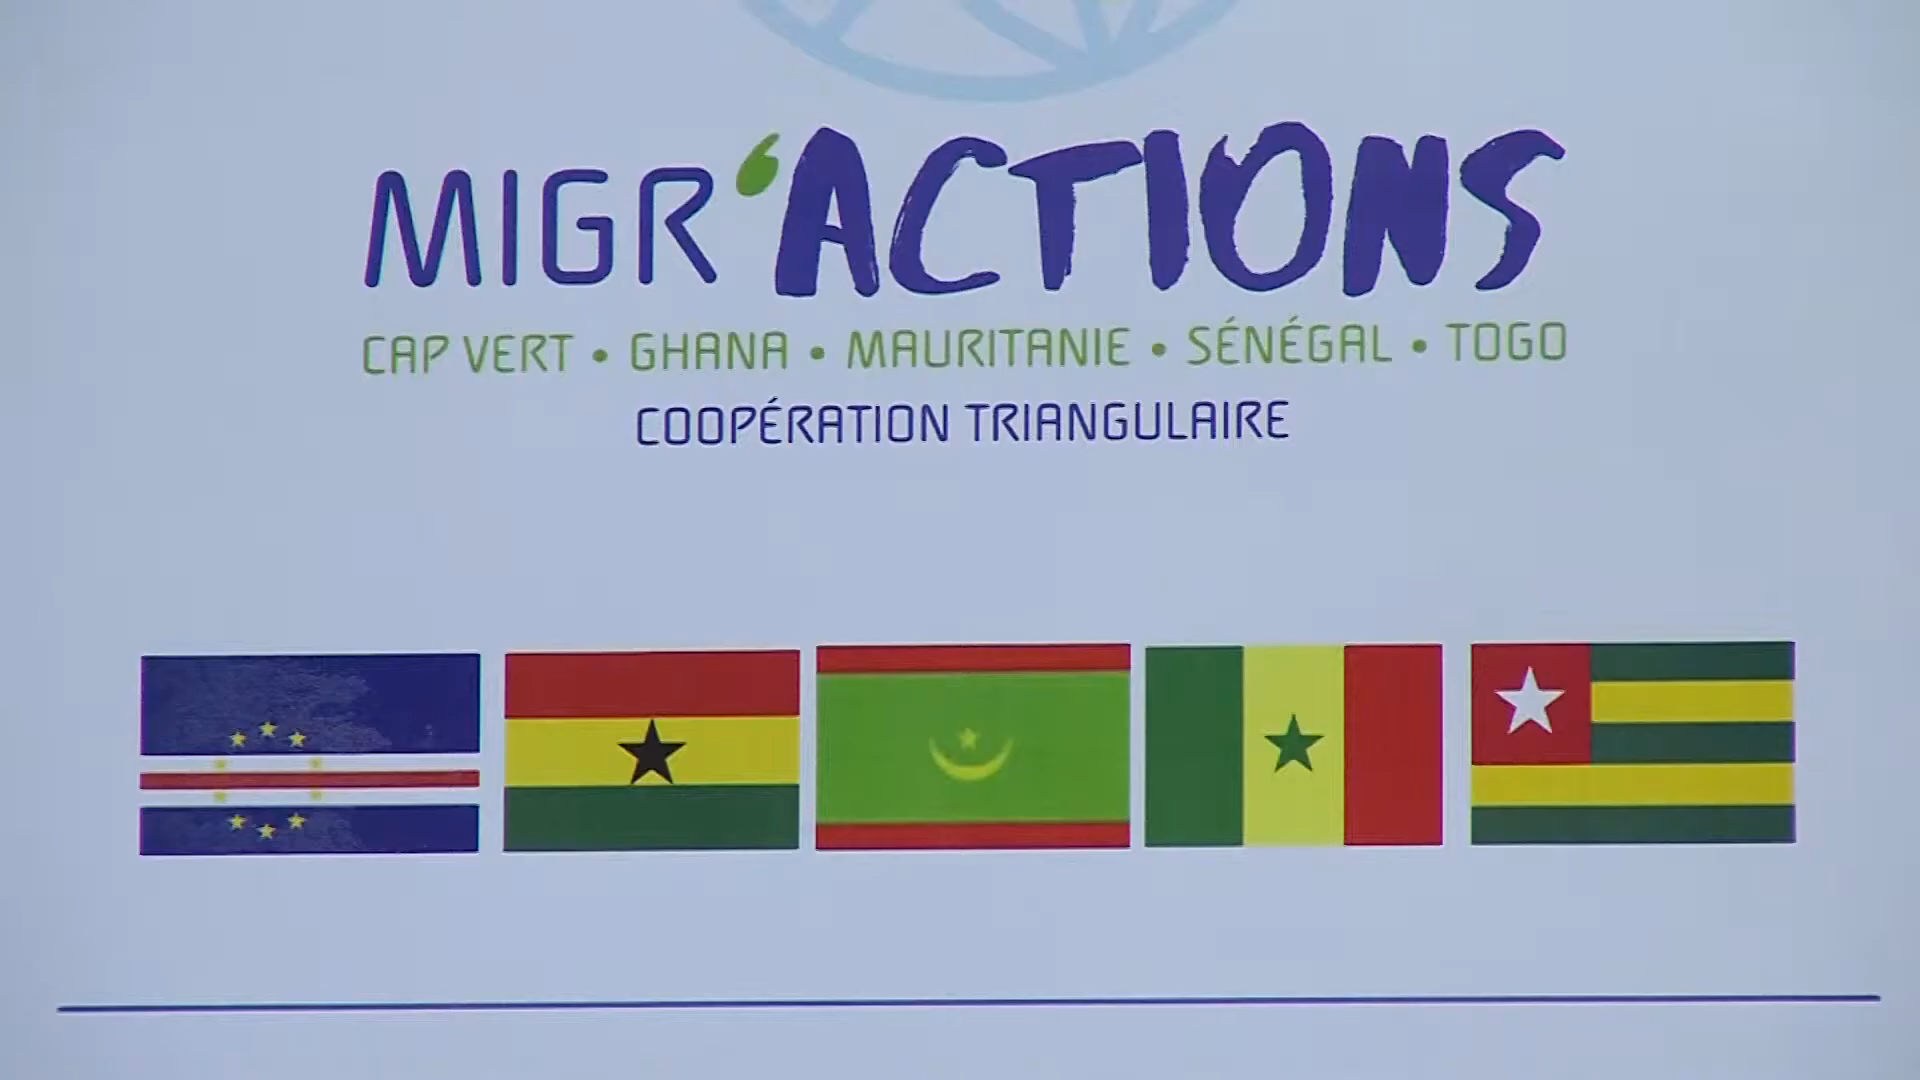 MIGR'ACTIONS
CAP VERT • GHANA • MAURITANIE • SÉNÉGAL • TOGO
COOPÉRATION TRIANGULAIRE